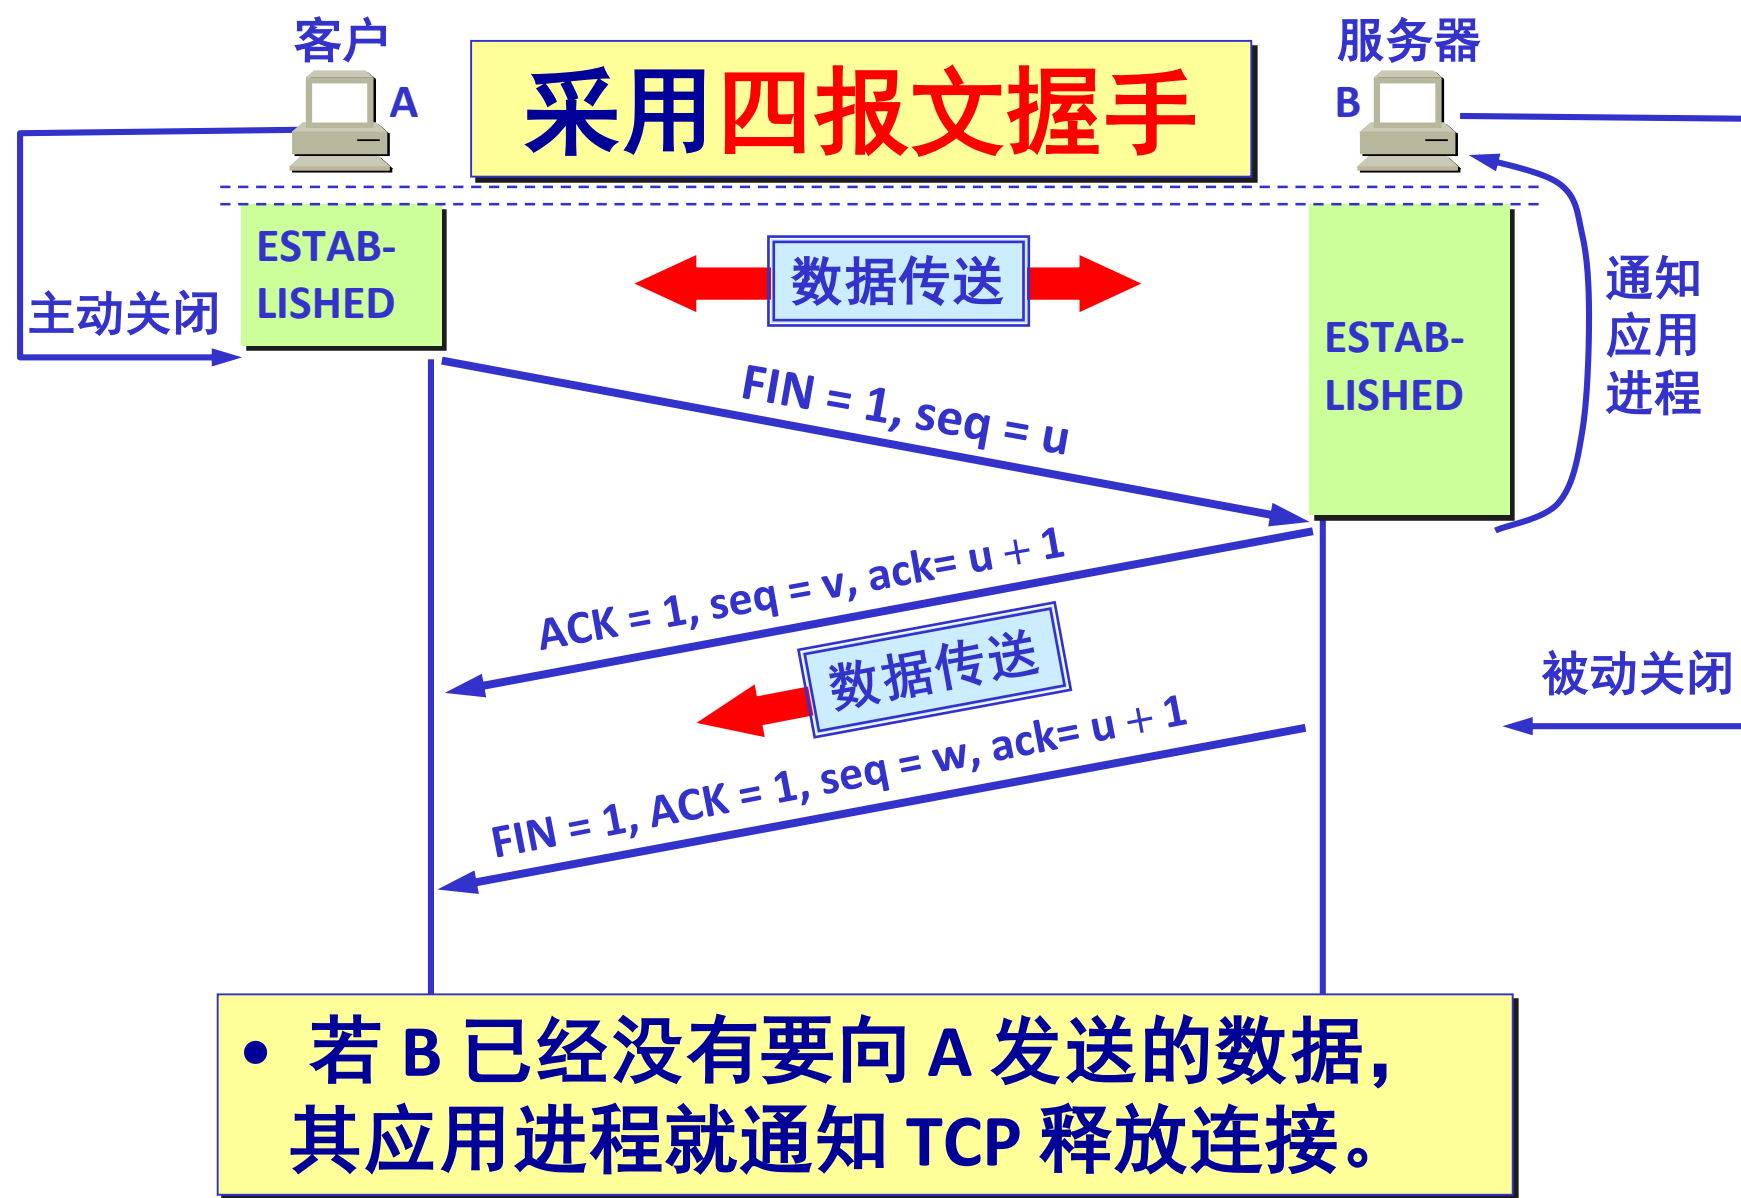 客户
服务器
A
采用四报文握手
B
ESTAB-
LISHED
数据传送
主动关闭
通知
应用
进程
ESTAB-
LISHED
FIN = 1, seq = u
ACK = 1, seq = v, ack= u + 1
数据传送
被动关闭
FIN = 1, ACK = 1, seq = w, ack= u + 1
• 若 B 已经没有要向 A 发送的数据，
其应用进程就通知 TCP 释放连接。